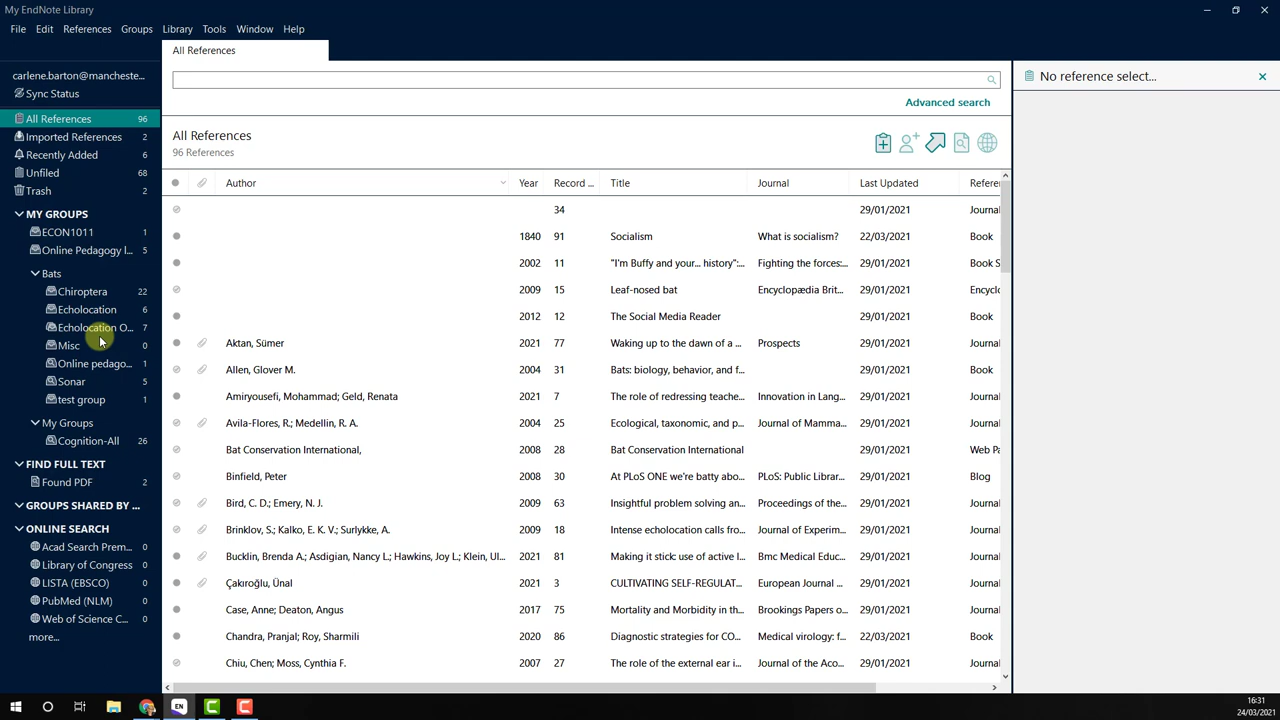 My EndNote Library
File Edit References Groups Library Tools Window Help
All References
carlene.barton@mancheste...
Sync Status
Advanced search
All References 96
Imported References 2
Recently Added 6
Unfiled 68
Trash 2
MY GROUPS
ECON1011 1
Online Pedagogy l... 5
Bats
Chiroptera 22
Echolocation 6
Echolocation O... 7
Misc 0
Online pedago... 1
Sonar 5
test group 1
My Groups
Cognition-All 26
FIND FULL TEXT
Found PDF 2
GROUPS SHARED BY ...
ONLINE SEARCH
Acad Search Prem... 0
Library of Congress 0
LISTA (EBSCO) 0
PubMed (NLM) 0
Web of Science C... 0
more...
All References
96 References
Author Year Record ... Title Journal Last Updated Refere
34 29/01/2021 Journal
1840 91 Socialism What is socialism? 22/03/2021 Book
2002 11 "I'm Buffy and your... history":... Fighting the forces:... 29/01/2021 Book S
2009 15 Leaf-nosed bat Encyclopædia Brit... 29/01/2021 Encycl
2012 12 The Social Media Reader 29/01/2021 Book
Aktan, Sümer 2021 77 Waking up to the dawn of a ... Prospects 29/01/2021 Journal
Allen, Glover M. 2004 31 Bats: biology, behavior, and f... 29/01/2021 Book
Amiryousefi, Mohammad; Geld, Renata 2021 7 The role of redressing teache... Innovation in Lang... 29/01/2021 Journal
Avila-Flores, R.; Medellin, R. A. 2004 25 Ecological, taxonomic, and p... Journal of Mamma... 29/01/2021 Journal
Bat Conservation International, 2008 28 Bat Conservation International 29/01/2021 Web P
Binfield, Peter 2008 30 At PLoS ONE we're batty abo... PLoS: Public Librar... 29/01/2021 Blog
Bird, C. D.; Emery, N. J. 2009 63 Insightful problem solving an... Proceedings of the... 29/01/2021 Journal
Brinklov, S.; Kalko, E. K. V.; Surlykke, A. 2009 18 Intense echolocation calls fro... Journal of Experim... 29/01/2021 Journal
Bucklin, Brenda A.; Asdigian, Nancy L.; Hawkins, Joy L.; Klein, Ul... 2021 81 Making it stick: use of active l... Bmc Medical Educ... 29/01/2021 Journal
Çakıroğlu, Ünal 2021 3 CULTIVATING SELF-REGULAT... European Journal ... 29/01/2021 Journal
Case, Anne; Deaton, Angus 2017 75 Mortality and Morbidity in th... Brookings Papers o... 29/01/2021 Journal
Chandra, Pranjal; Roy, Sharmili 2020 86 Diagnostic strategies for CO... Medical virology: f... 22/03/2021 Book
Chiu, Chen; Moss, Cynthia F. 2007 27 The role of the external ear i... Journal of the Aco... 29/01/2021 Journal
No reference select...
EN
16:31
24/03/2021